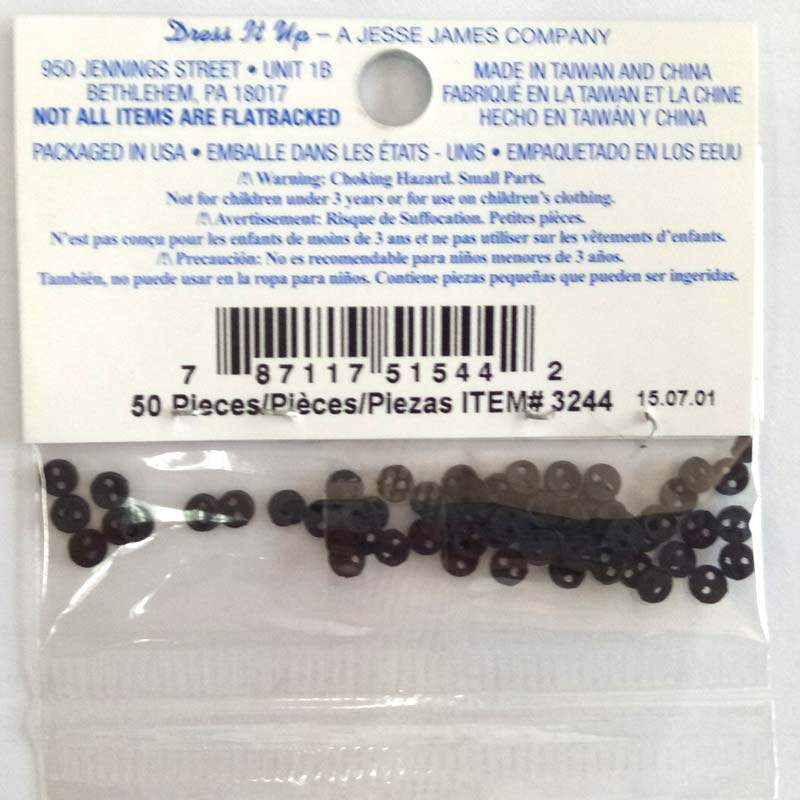 Dress It Up – A JESSE JAMES COMPANY
950 JENNINGS STREET • UNIT 1B
BETHLEHEM, PA 18017
NOT ALL ITEMS ARE FLATBACKED
MADE IN TAIWAN AND CHINA
FABRIQUÉ EN LA TAIWAN ET LA CHINE
HECHO EN TAIWÁN Y CHINA
PACKAGED IN USA • EMBALLE DANS LES ÉTATS - UNIS • EMPAQUETADO EN LOS EEUU
⚠ Warning: Choking Hazard. Small Parts.
Not for children under 3 years or for use on children's clothing.
⚠ Avertissement: Risque de Suffocation. Petites pièces.
N'est pas conçu pour les enfants de moins de 3 ans et ne pas utiliser sur les vêtements d'enfants.
⚠ Precaución: No es recomendable para niños menores de 3 años.
También, no puede usar en la ropa para niños. Contiene piezas pequeñas que pueden ser ingeridas.
7 87117 51544 2
50 Pieces/Pièces/Piezas ITEM# 3244 15.07.01